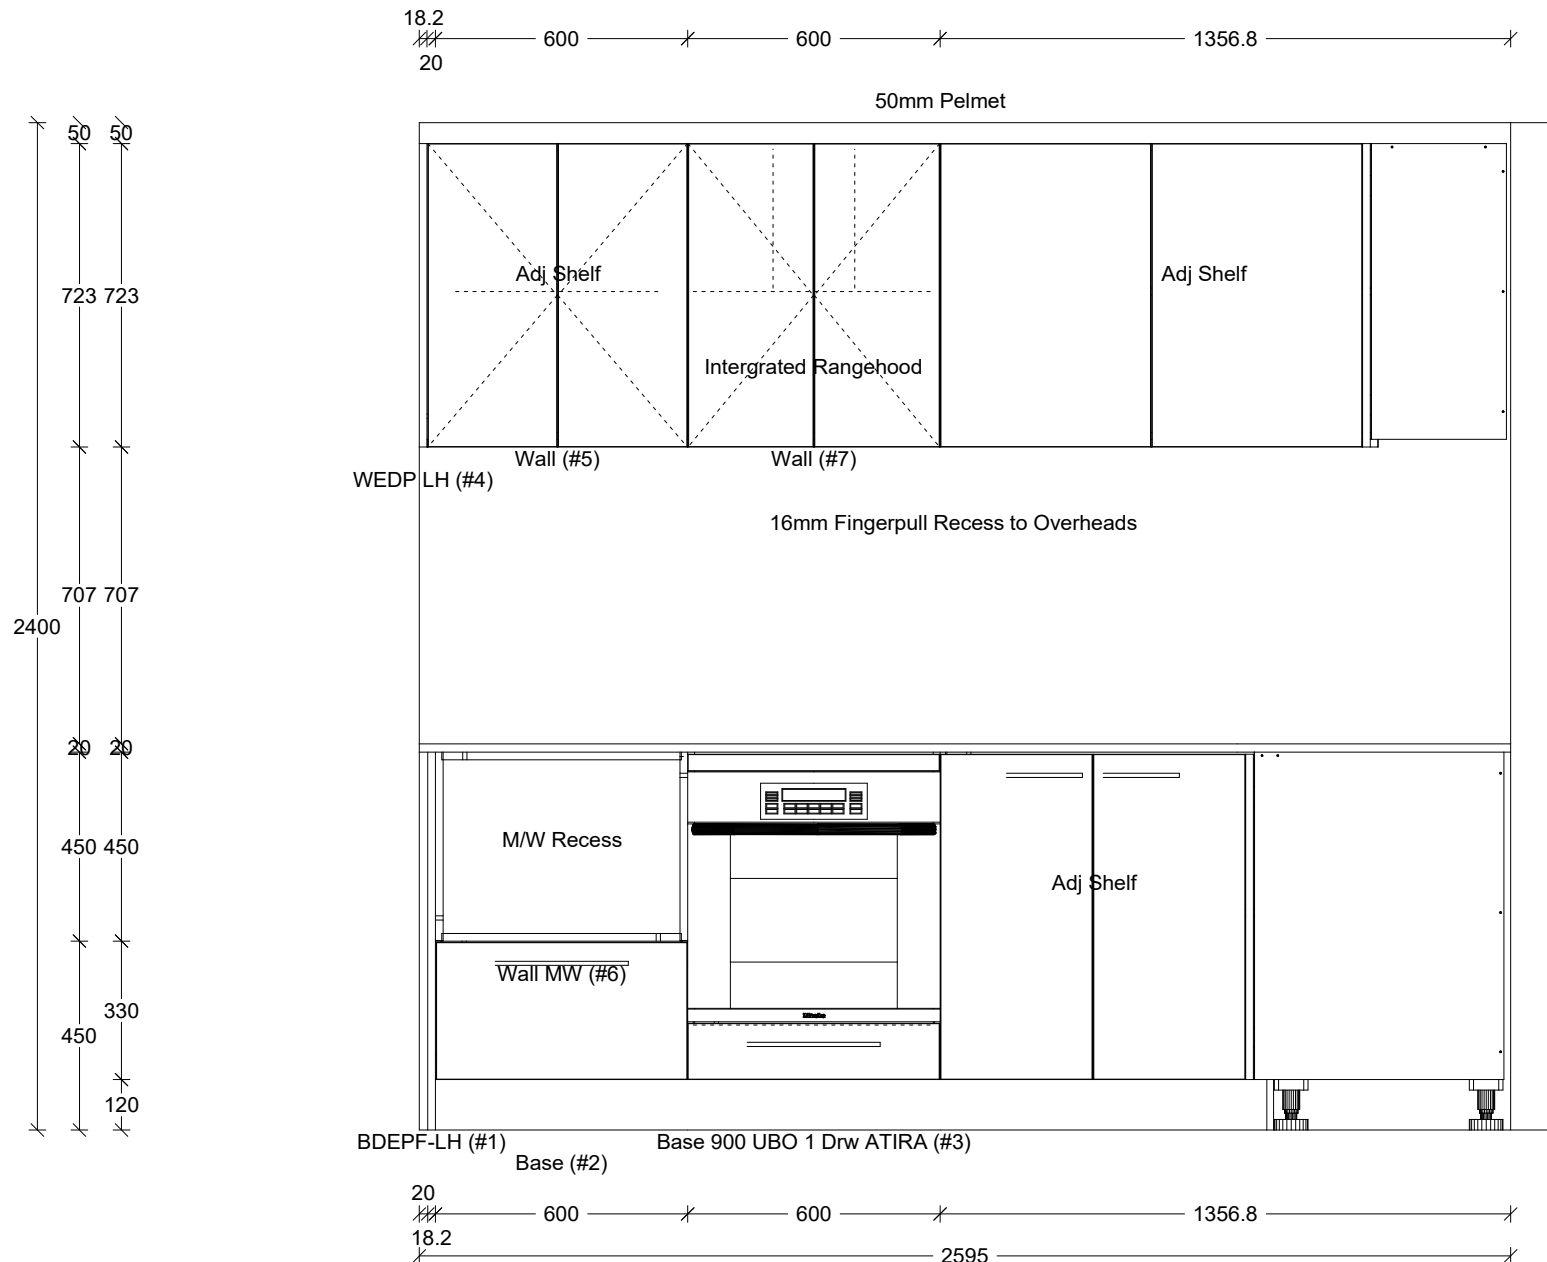 18.2
600 600 1356.8
20
50mm Pelmet
50 50
Adj Shelf Adj Shelf
723 723
Intergrated Rangehood
Wall (#5) Wall (#7)
WEDP LH (#4)
16mm Fingerpull Recess to Overheads
707 707
2400
20 20
M/W Recess
450 450
Adj Shelf
Wall MW (#6)
330
450
120
BDEPF-LH (#1) Base 900 UBO 1 Drw ATIRA (#3)
Base (#2)
20
600 600 1356.8
18.2
2595